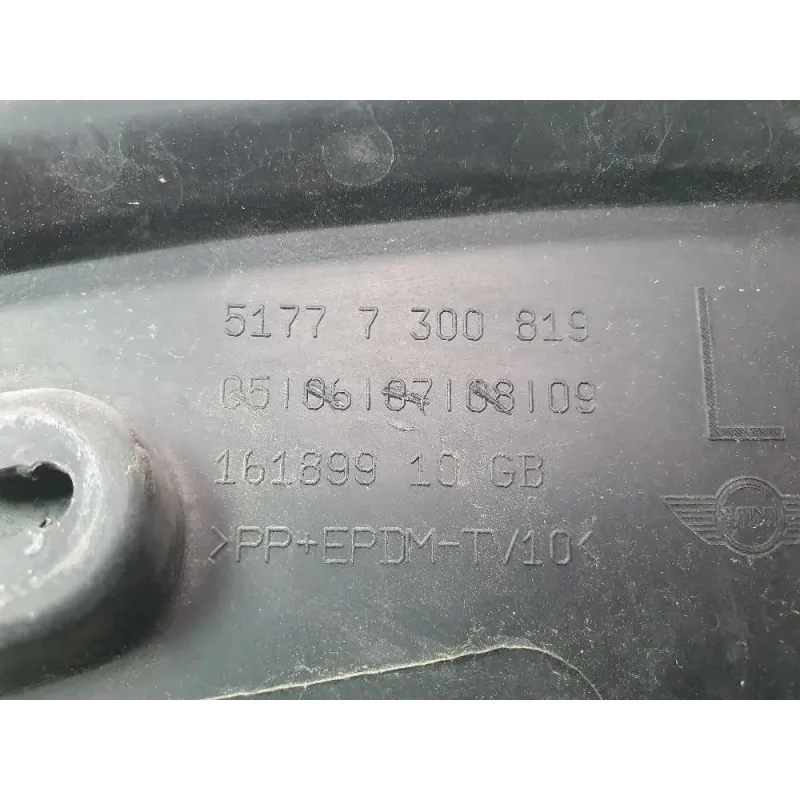 5177 7 300 819
05|06|07|08|09
161899 10 GB
>PP+EPDM-TV10<
L
MINI